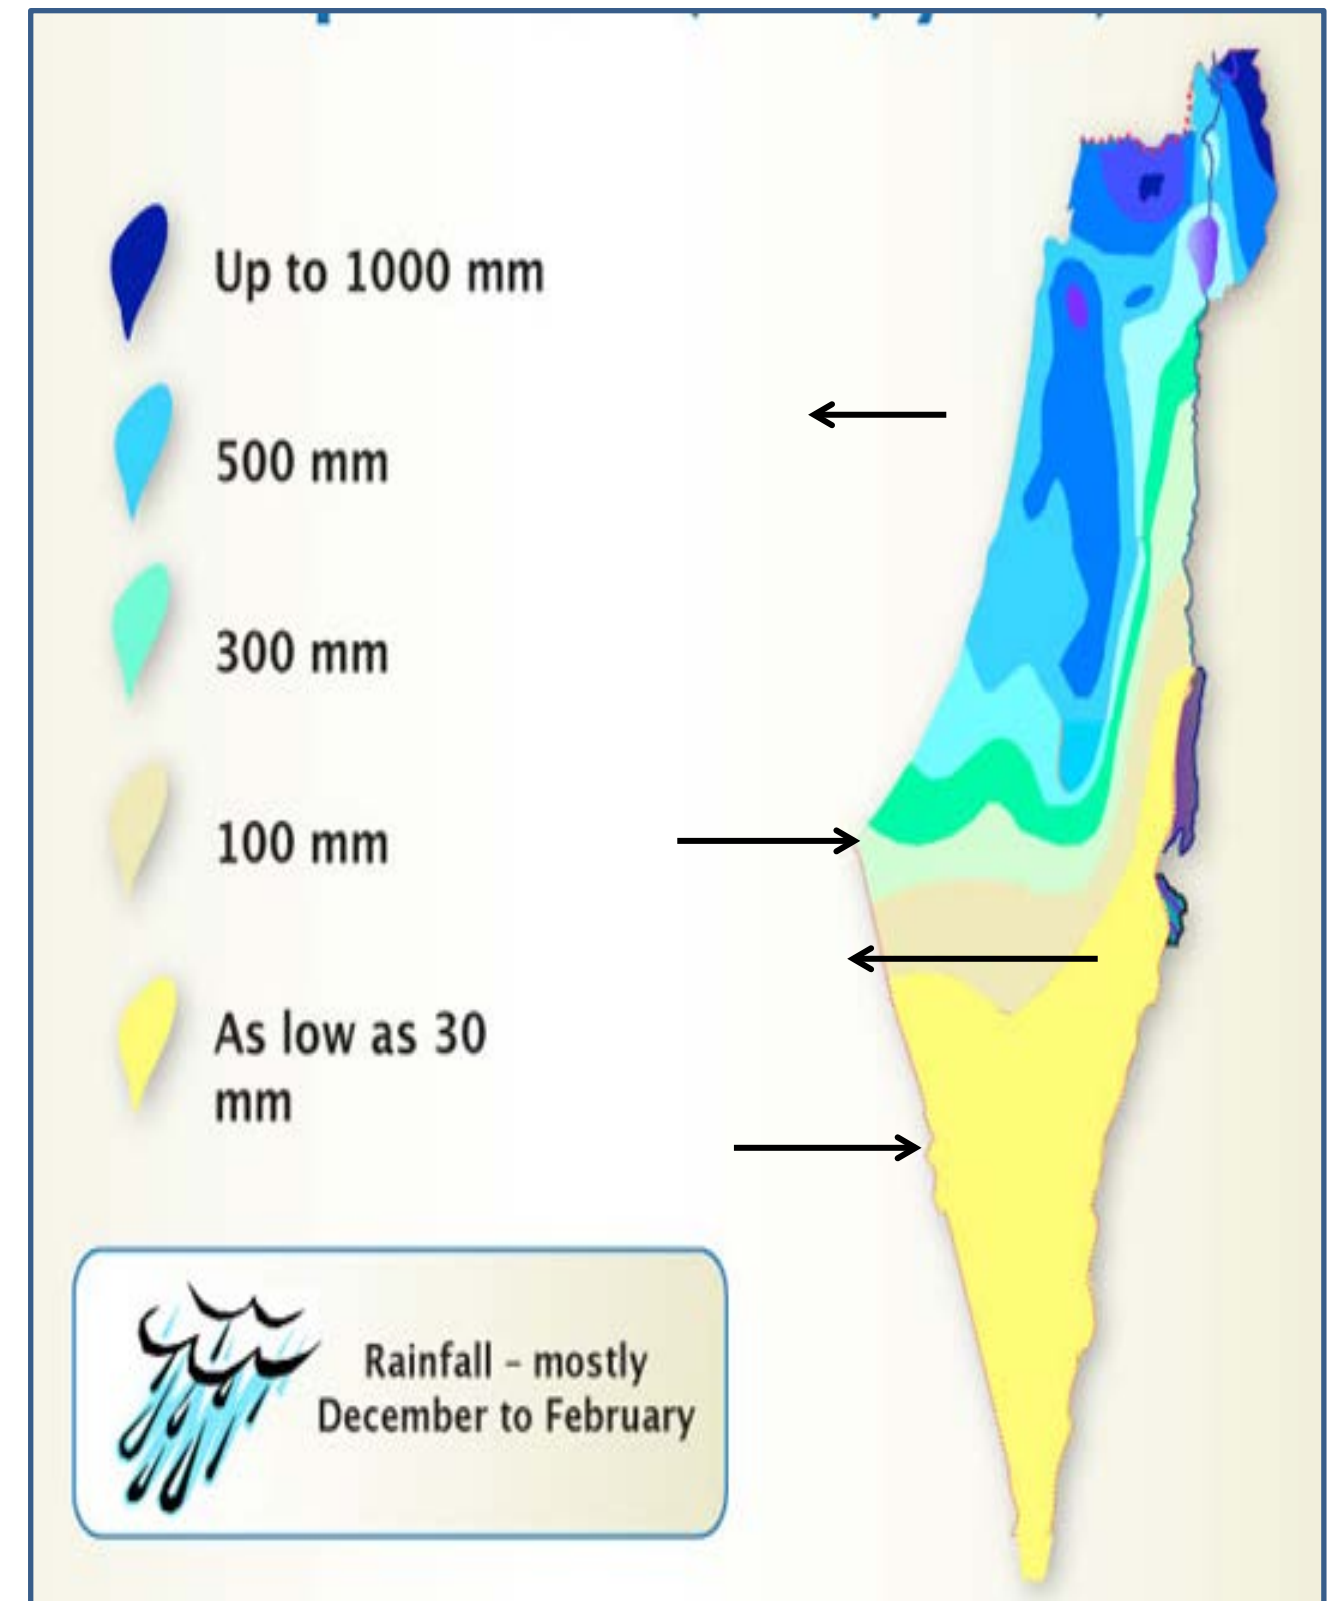 Up to 1000 mm
500 mm
300 mm
100 mm
As low as 30
mm
Rainfall – mostly
December to February